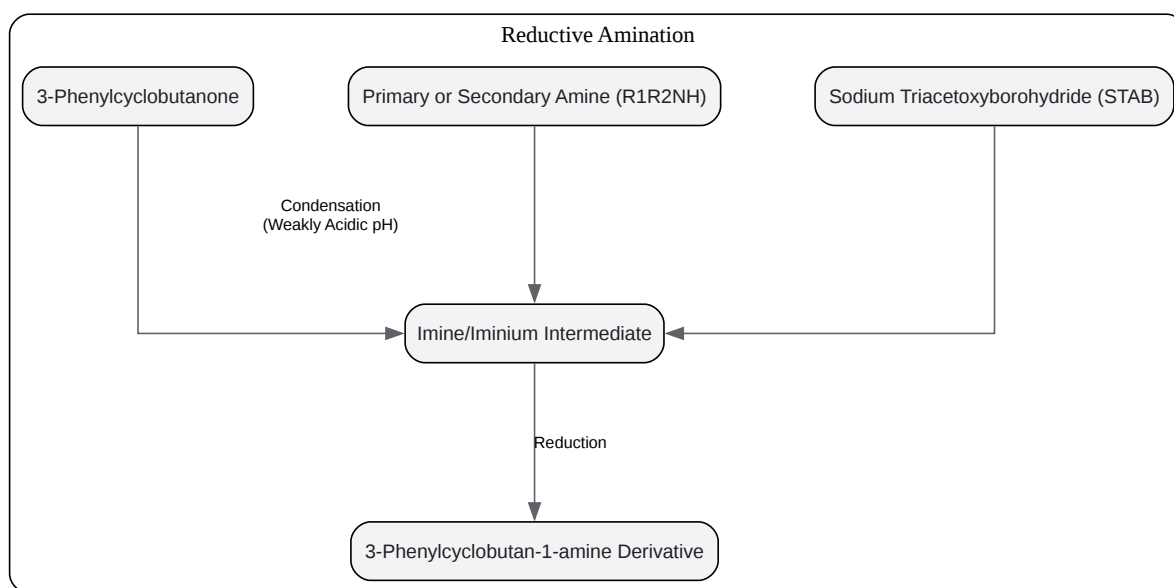 Reductive Amination
3-Phenylcyclobutanone
Primary or Secondary Amine (R1R2NH)
Sodium Triacetoxyborohydride (STAB)
Condensation
(Weakly Acidic pH)
Imine/Iminium Intermediate
Reduction
3-Phenylcyclobutan-1-amine Derivative